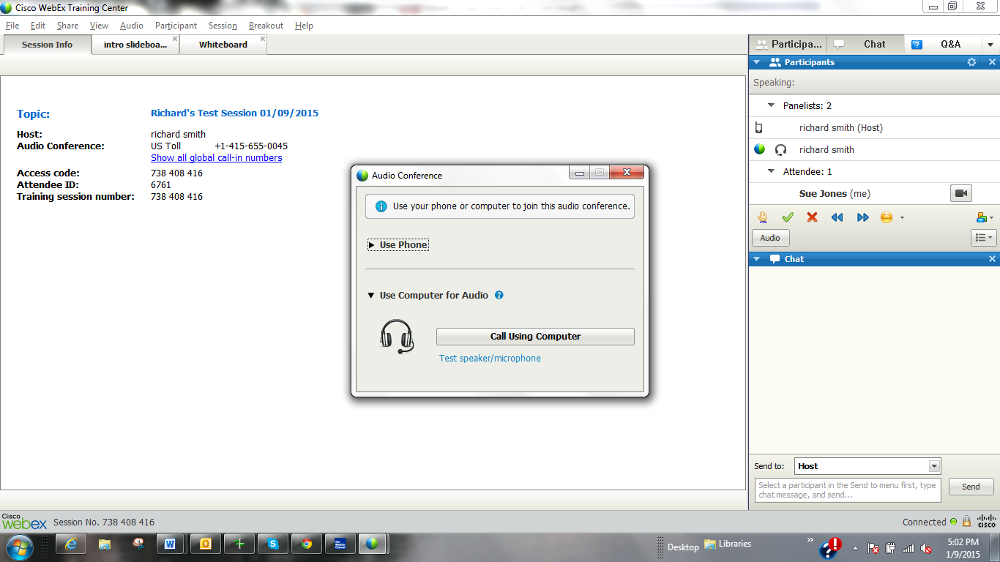 Cisco WebEx Training Center
File Edit Share View Audio Participant Session Breakout Help
Session Info intro slideboa... Whiteboard
Participa... Chat Q&A
Participants
Speaking:
Panelists: 2
richard smith (Host)
richard smith
Attendee: 1
Sue Jones (me)
Audio
Chat
Topic: Richard's Test Session 01/09/2015
Host: richard smith
Audio Conference: US Toll +1-415-655-0045
Show all global call-in numbers
Access code: 738 408 416
Attendee ID: 6761
Training session number: 738 408 416
Audio Conference
Use your phone or computer to join this audio conference.
Use Phone
Use Computer for Audio
Call Using Computer
Test speaker/microphone
Send to: Host
Select a participant in the Send to menu first, type
chat message, and send...
Send
Cisco
webex Session No. 738 408 416
Connected
CISCO
Desktop Libraries
5:02 PM
1/9/2015